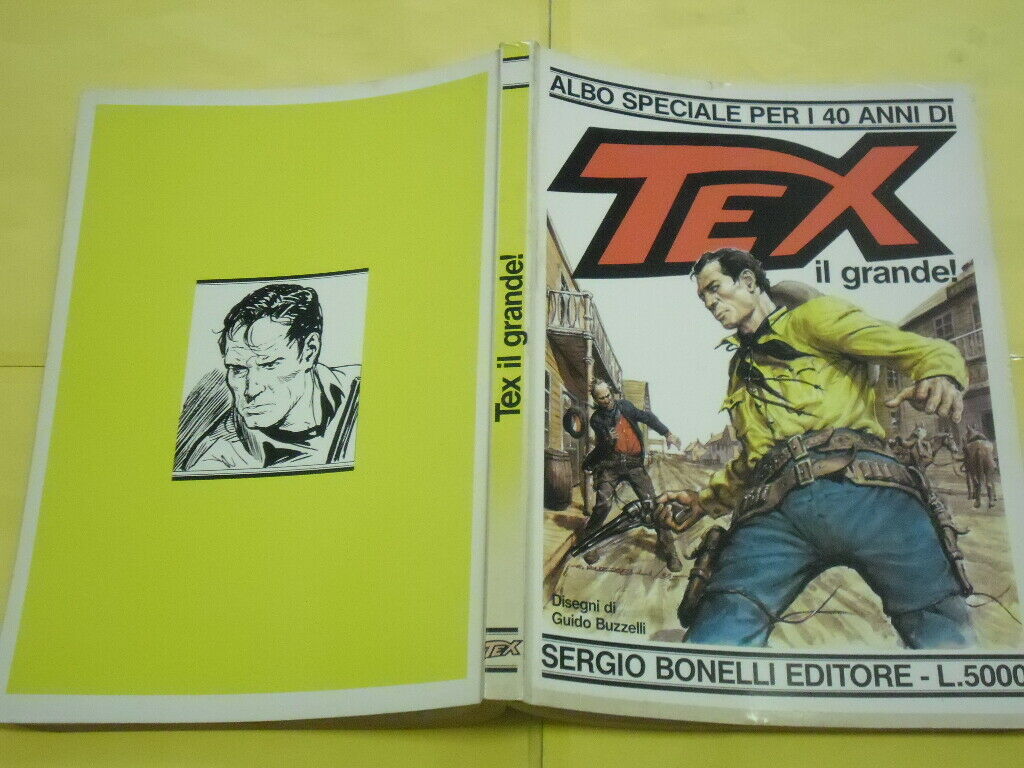 ALBO SPECIALE PER I 40 ANNI DI
TEX
il grande!
Disegni di
Guido Buzzelli
SERGIO BONELLI EDITORE - L.5000
Tex il grande!
TEX